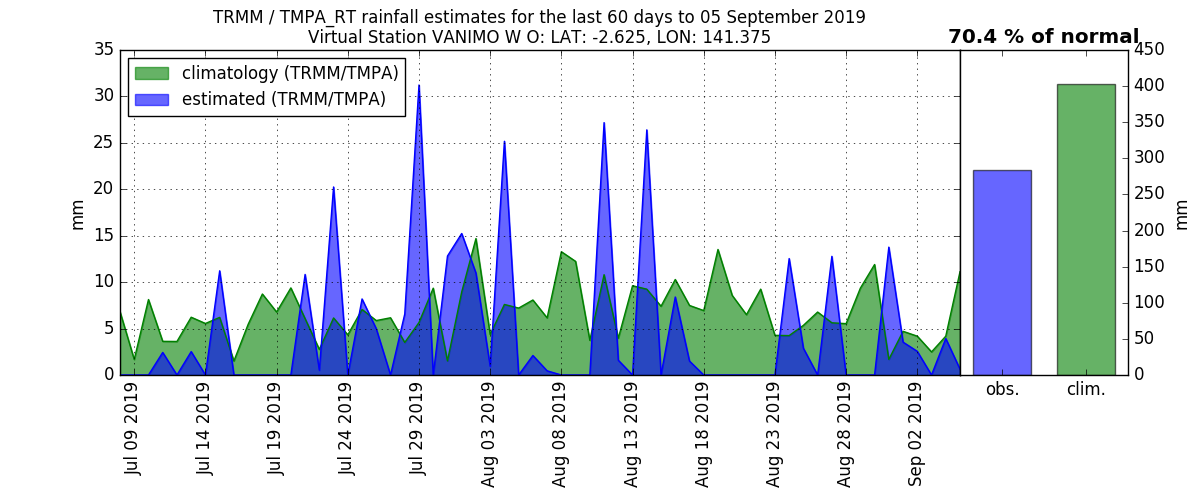 TRMM / TMPA_RT rainfall estimates for the last 60 days to 05 September 2019
Virtual Station VANIMO W O: LAT: -2.625, LON: 141.375
70.4 % of normal
climatology (TRMM/TMPA)
estimated (TRMM/TMPA)
mm
35
30
25
20
15
10
5
0
Jul 09 2019
Jul 14 2019
Jul 19 2019
Jul 24 2019
Jul 29 2019
Aug 03 2019
Aug 08 2019
Aug 13 2019
Aug 18 2019
Aug 23 2019
Aug 28 2019
Sep 02 2019
obs.
clim.
450
400
350
300
250
200
150
100
50
0
mm